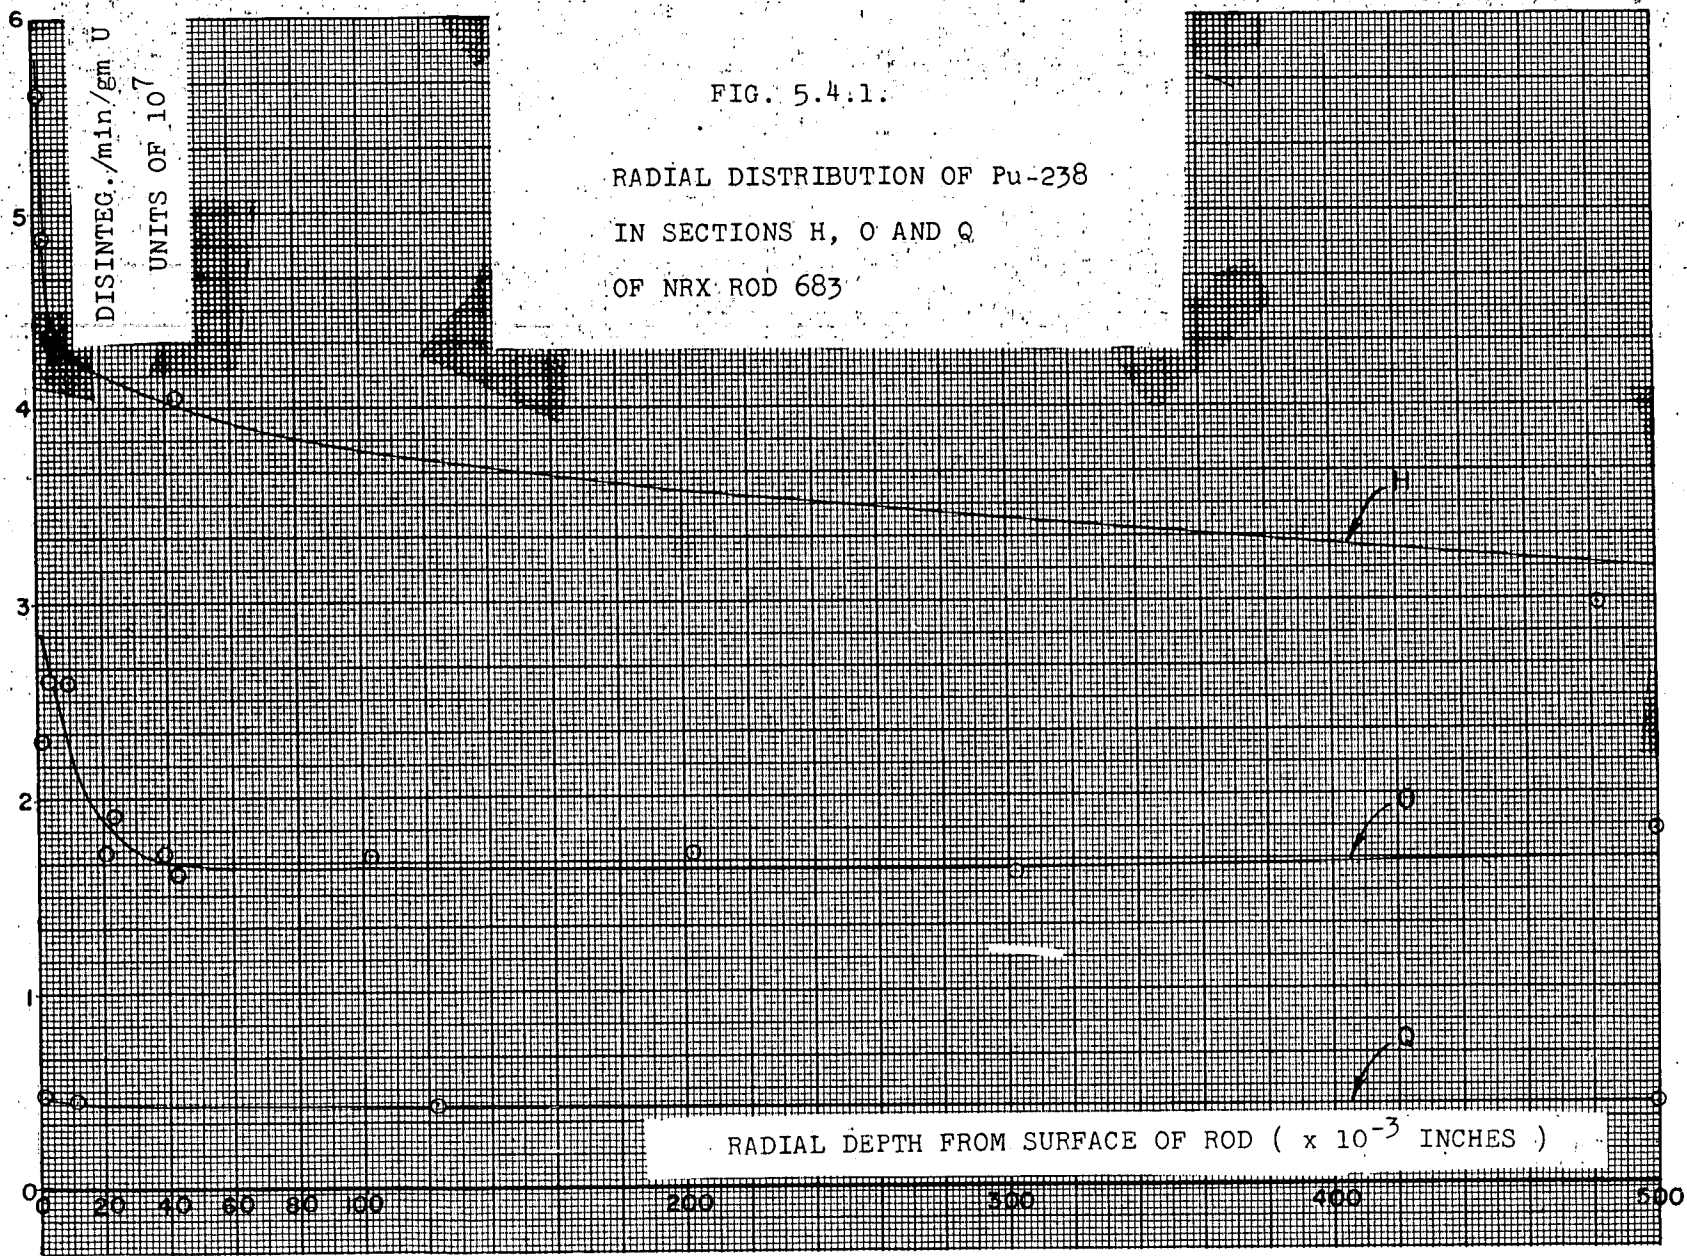 DISINTEG./min/gm U
UNITS OF 10^7
FIG. 5.4.1.
RADIAL DISTRIBUTION OF Pu-238
IN SECTIONS H, O AND Q
OF NRX ROD 683
6
5
4
3
2
1
0
H
O
Q
RADIAL DEPTH FROM SURFACE OF ROD ( x 10^-3 INCHES )
0 20 40 60 80 100 200 300 400 500